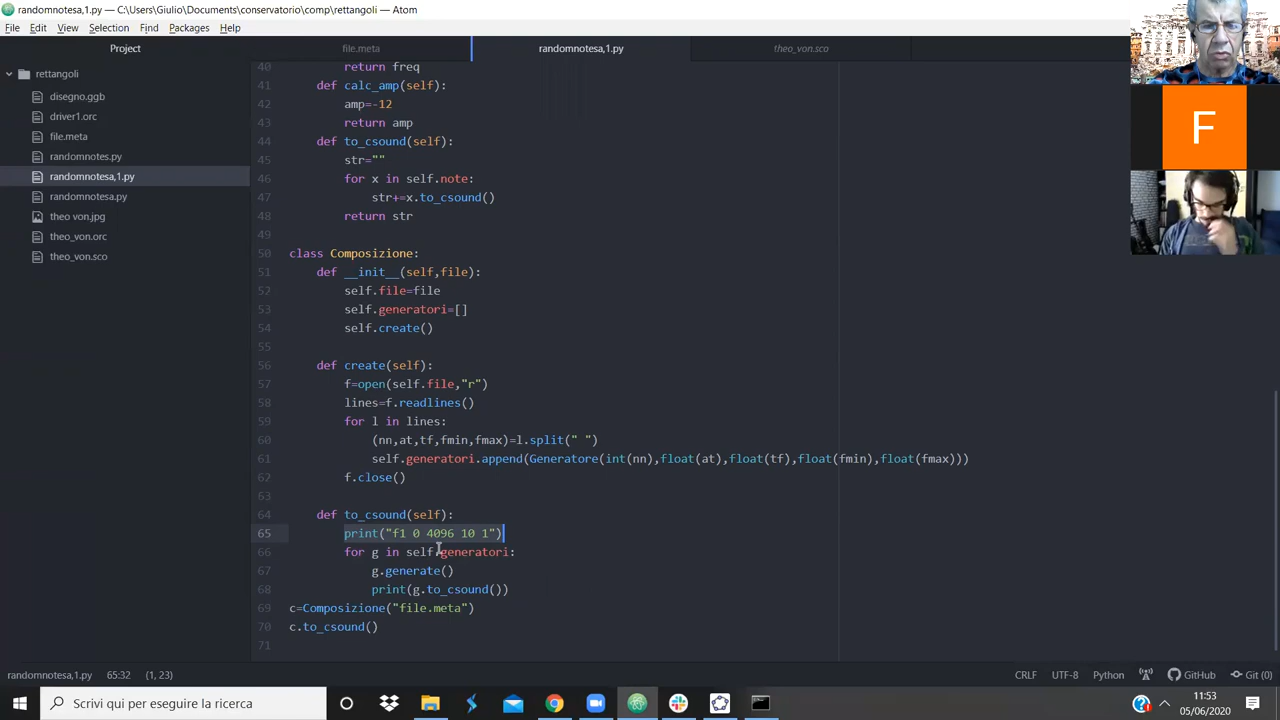 randomnotesa,1.py — C:\Users\Giulio\Documents\conservatorio\comp\rettangoli — Atom
File Edit View Selection Find Packages Help
Project
file.meta
randomnotesa,1.py
theo_von.sco
rettangoli
disegno.ggb
driver1.orc
file.meta
randomnotes.py
randomnotesa,1.py
randomnotesa.py
theo von.jpg
theo_von.orc
theo_von.sco
40 return freq
41 def calc_amp(self):
42 amp=-12
43 return amp
44 def to_csound(self):
45 str=""
46 for x in self.note:
47 str+=x.to_csound()
48 return str
49
50 class Composizione:
51 def __init__(self,file):
52 self.file=file
53 self.generatori=[]
54 self.create()
55
56 def create(self):
57 f=open(self.file,"r")
58 lines=f.readlines()
59 for l in lines:
60 (nn,at,tf,fmin,fmax)=l.split(" ")
61 self.generatori.append(Generatore(int(nn),float(at),float(tf),float(fmin),float(fmax)))
62 f.close()
63
64 def to_csound(self):
65 print("f1 0 4096 10 1")
66 for g in self.generatori:
67 g.generate()
68 print(g.to_csound())
69 c=Composizione("file.meta")
70 c.to_csound()
71
F
randomnotesa,1.py 65:32 (1, 23) CRLF UTF-8 Python GitHub Git (0)
Scrivi qui per eseguire la ricerca
11:53
05/06/2020